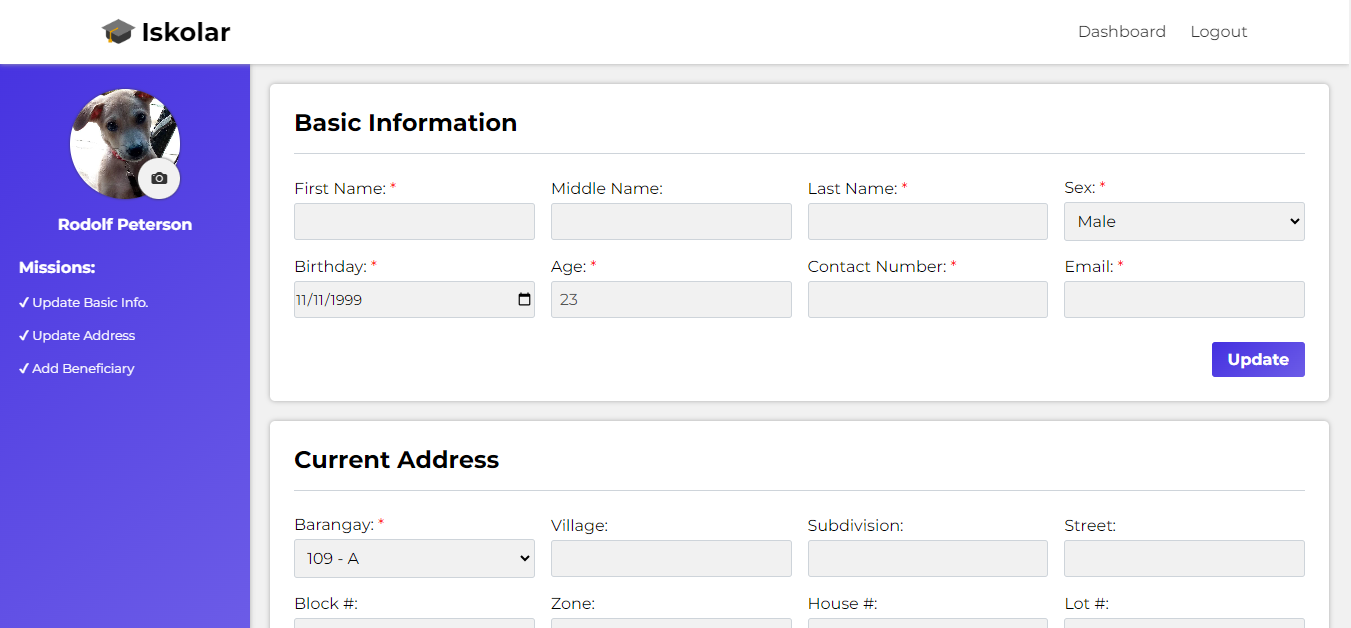 Iskolar
Dashboard Logout
Rodolf Peterson
Missions:
✓ Update Basic Info.
✓ Update Address
✓ Add Beneficiary
Basic Information
First Name: * Middle Name: Last Name: * Sex: *
Male
Birthday: * Age: * Contact Number: * Email: *
11/11/1999 23
Update
Current Address
Barangay: * Village: Subdivision: Street:
109 - A
Block #: Zone: House #: Lot #: